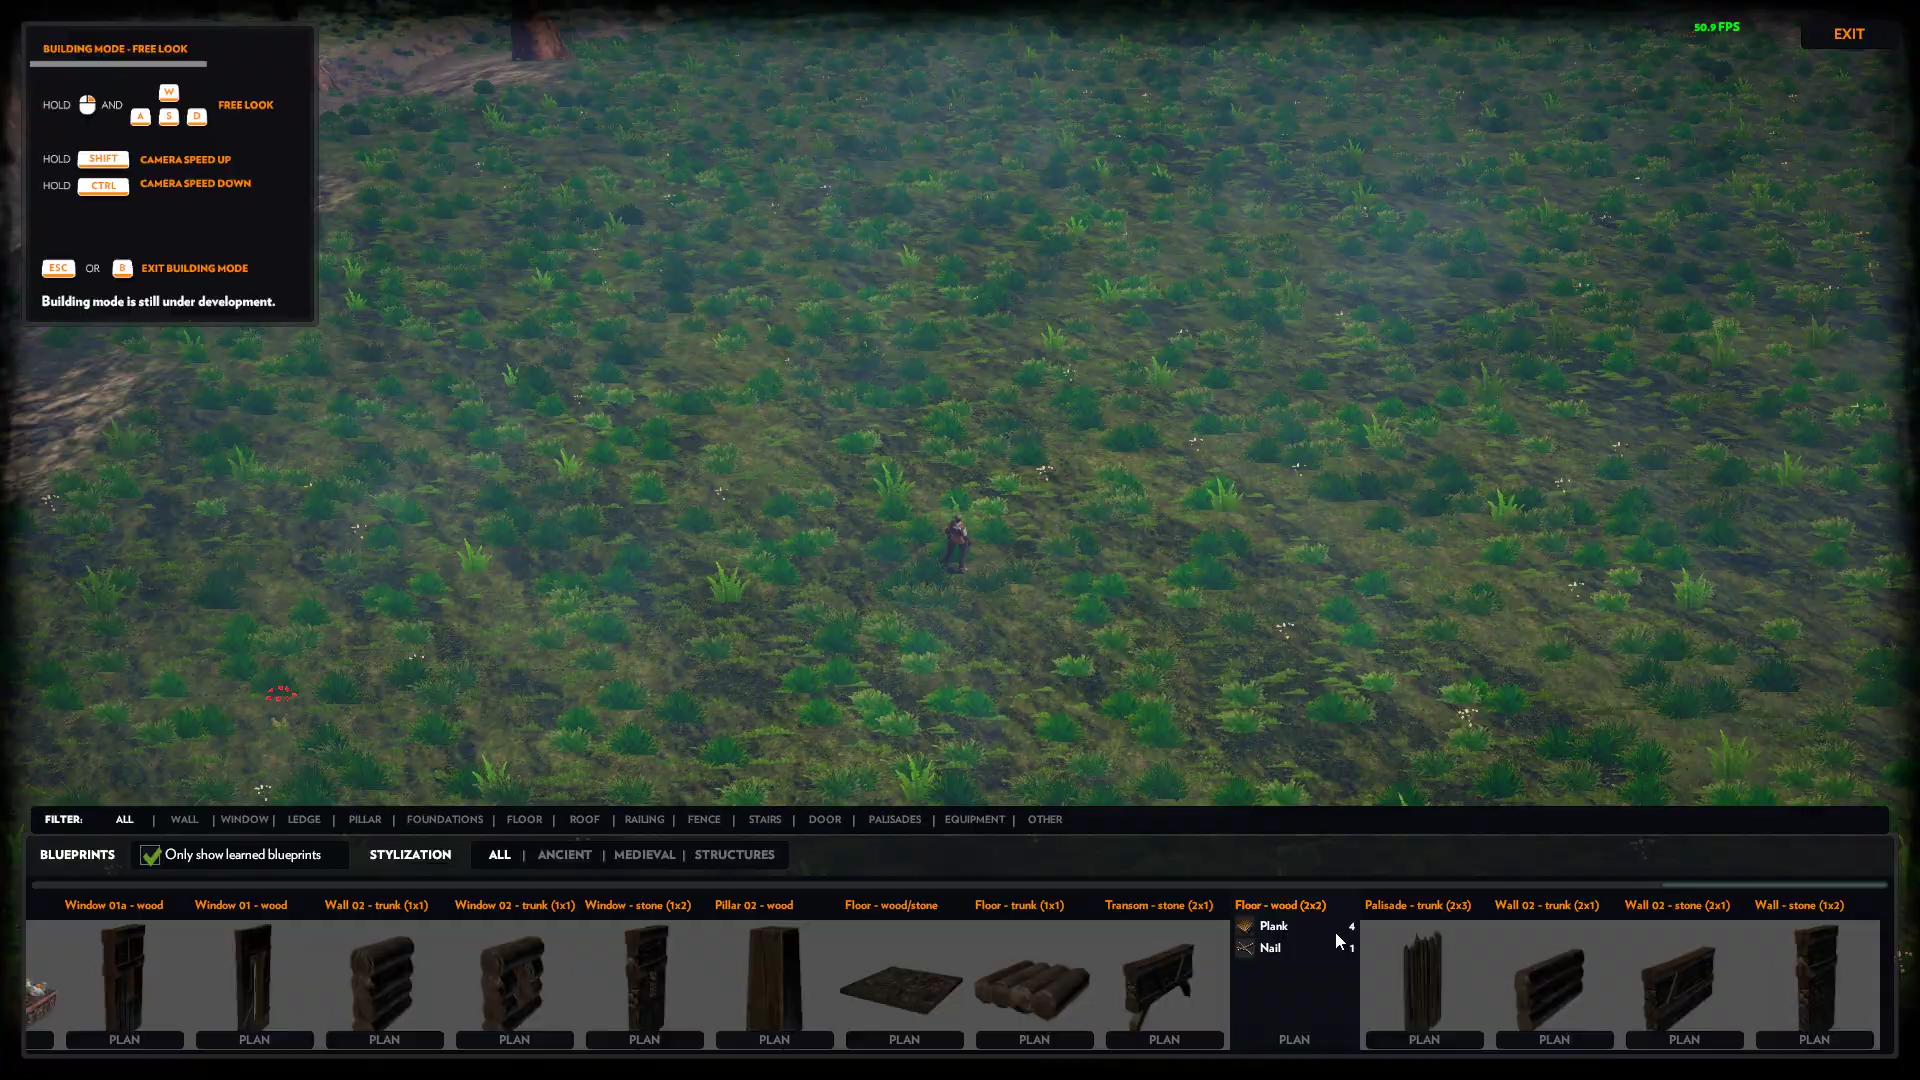 50.9 FPS
EXIT
BUILDING MODE - FREE LOOK
HOLD AND W A S D FREE LOOK
HOLD SHIFT CAMERA SPEED UP
HOLD CTRL CAMERA SPEED DOWN
ESC OR B EXIT BUILDING MODE
Building mode is still under development.
FILTER: ALL | WALL | WINDOW | LEDGE | PILLAR | FOUNDATIONS | FLOOR | ROOF | RAILING | FENCE | STAIRS | DOOR | PALISADES | EQUIPMENT | OTHER
BLUEPRINTS Only show learned blueprints STYLIZATION ALL | ANCIENT | MEDIEVAL | STRUCTURES
Window 01a - wood Window 01 - wood Wall 02 - trunk (1x1) Window 02 - trunk (1x1) Window - stone (1x2) Pillar 02 - wood Floor - wood/stone Floor - trunk (1x1) Transom - stone (2x1) Floor - wood (2x2) Palisade - trunk (2x3) Wall 02 - trunk (2x1) Wall 02 - stone (2x1) Wall - stone (1x2)
Plank 4
Nail 1
PLAN PLAN PLAN PLAN PLAN PLAN PLAN PLAN PLAN PLAN PLAN PLAN PLAN PLAN